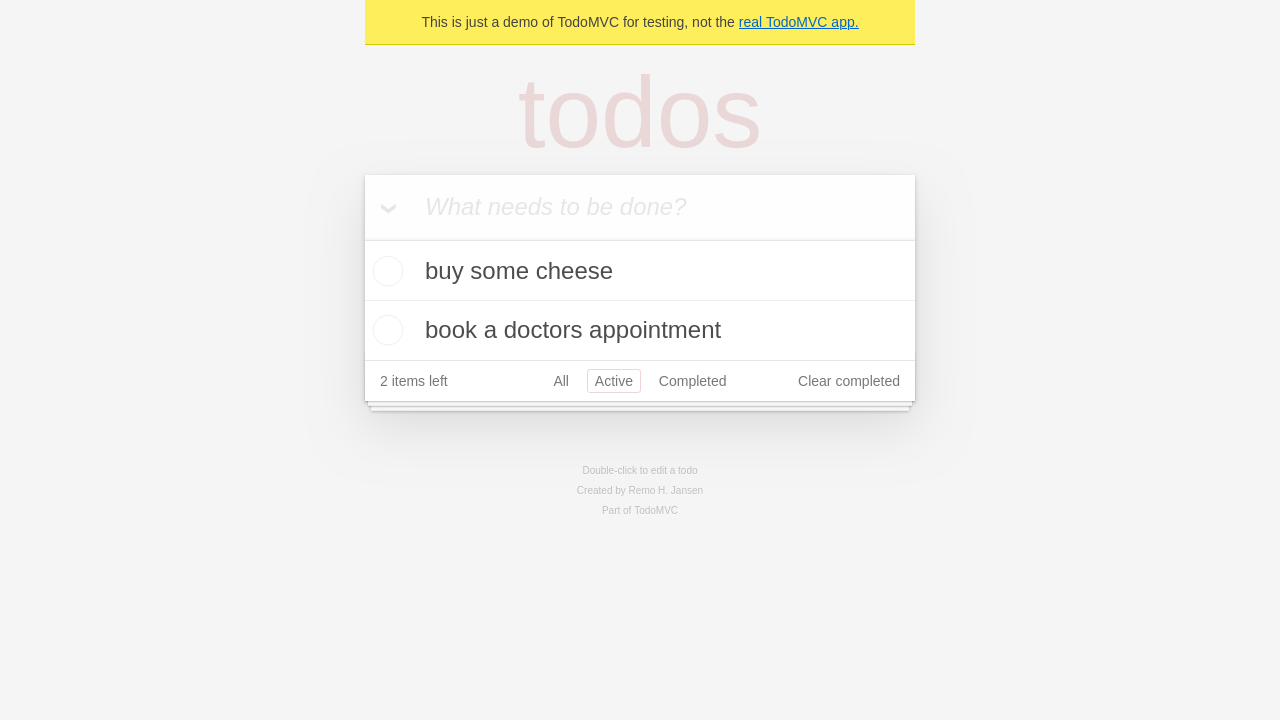 This is just a demo of TodoMVC for testing, not the real TodoMVC app.
todos
What needs to be done?
buy some cheese
book a doctors appointment
2 items left All Active Completed Clear completed
Double-click to edit a todo
Created by Remo H. Jansen
Part of TodoMVC